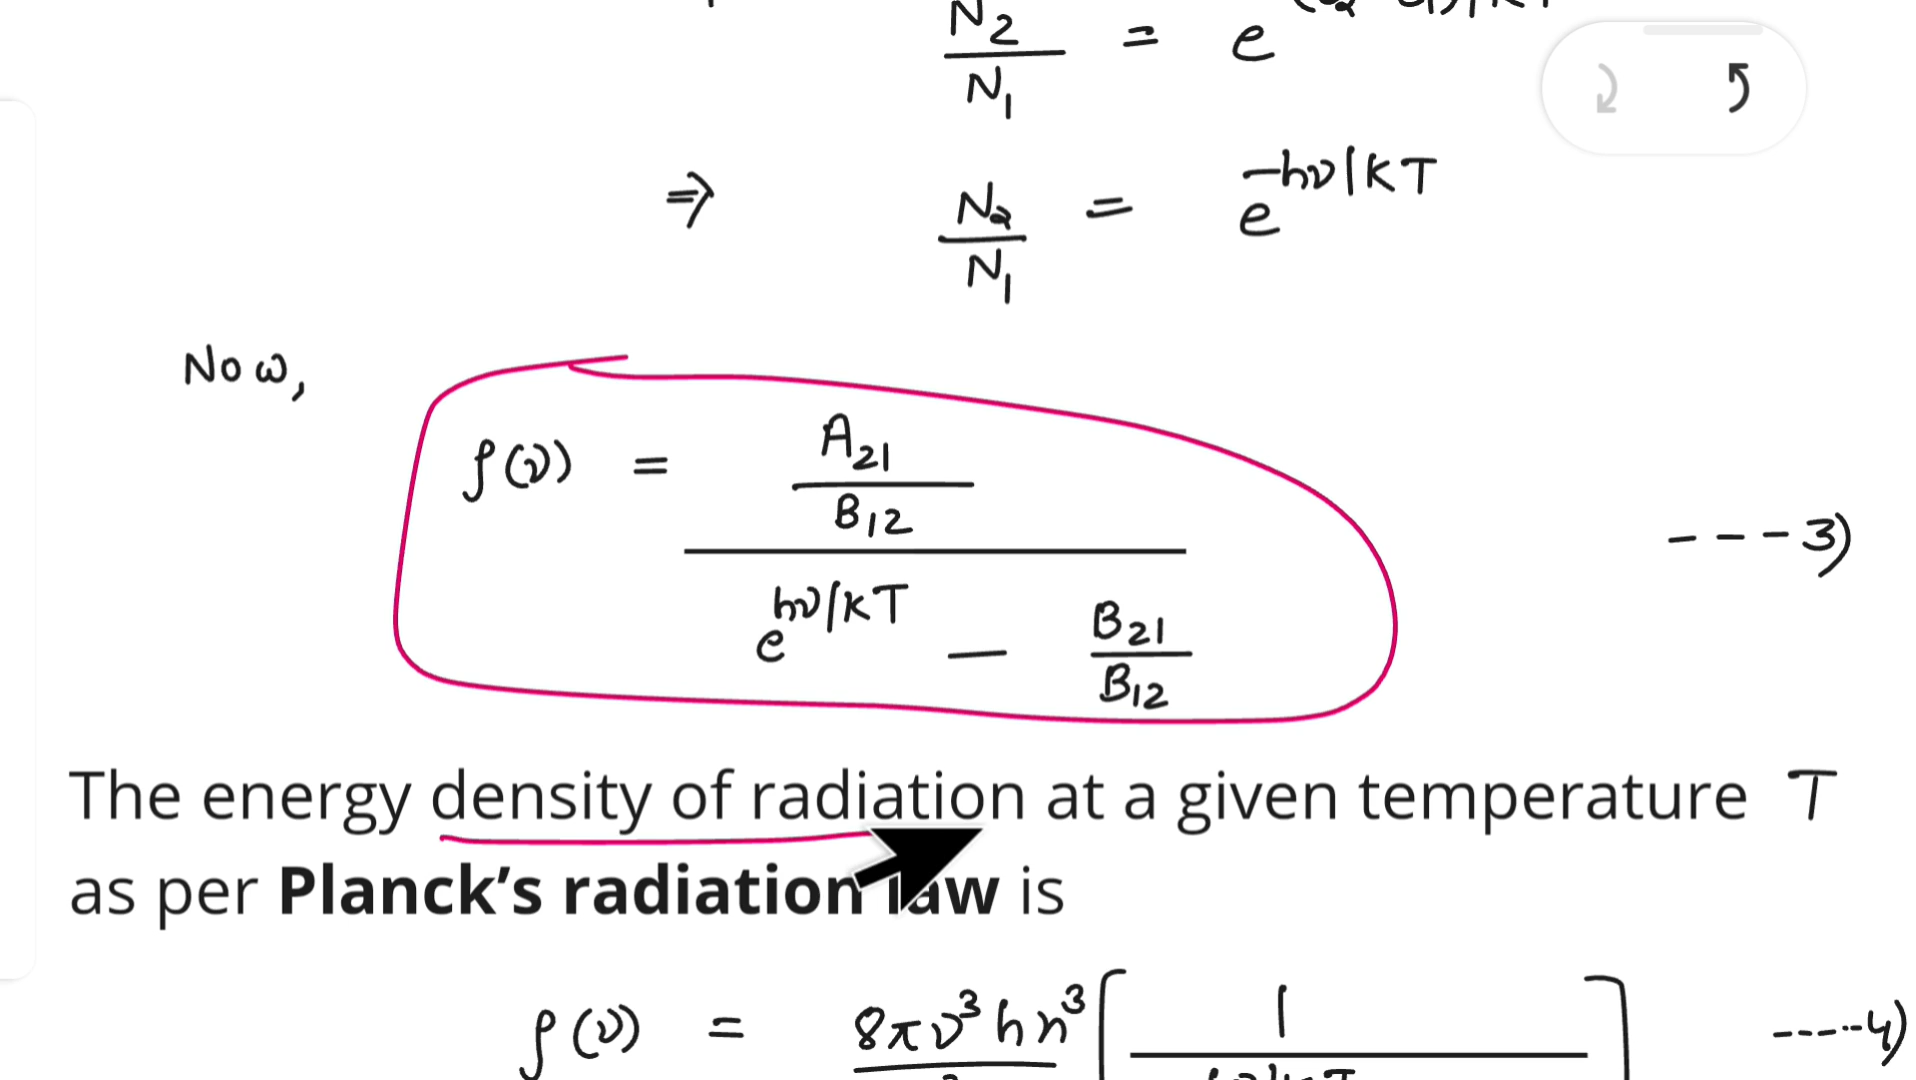 N2/N1 = e
⇒ N2/N1 = e^-hν/KT
Now,
ρ(ν) = (A21/B12) / (e^hν/KT − B21/B12) ---3)
The energy density of radiation at a given temperature T
as per Planck's radiation law is
ρ(ν) = 8πν³hn³ [ 1 ] -----4)